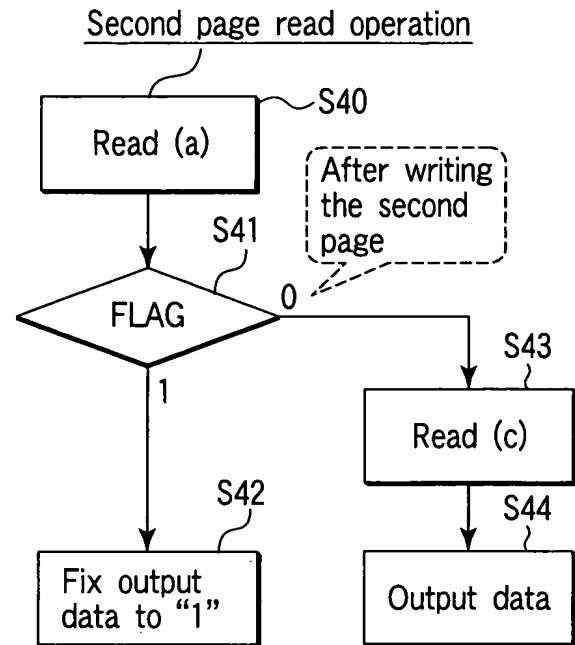 Second page read operation
S40
Read (a)
After writing
the second
page
S41
0
FLAG
1
S43
Read (c)
S42
S44
Fix output
data to “1”
Output data